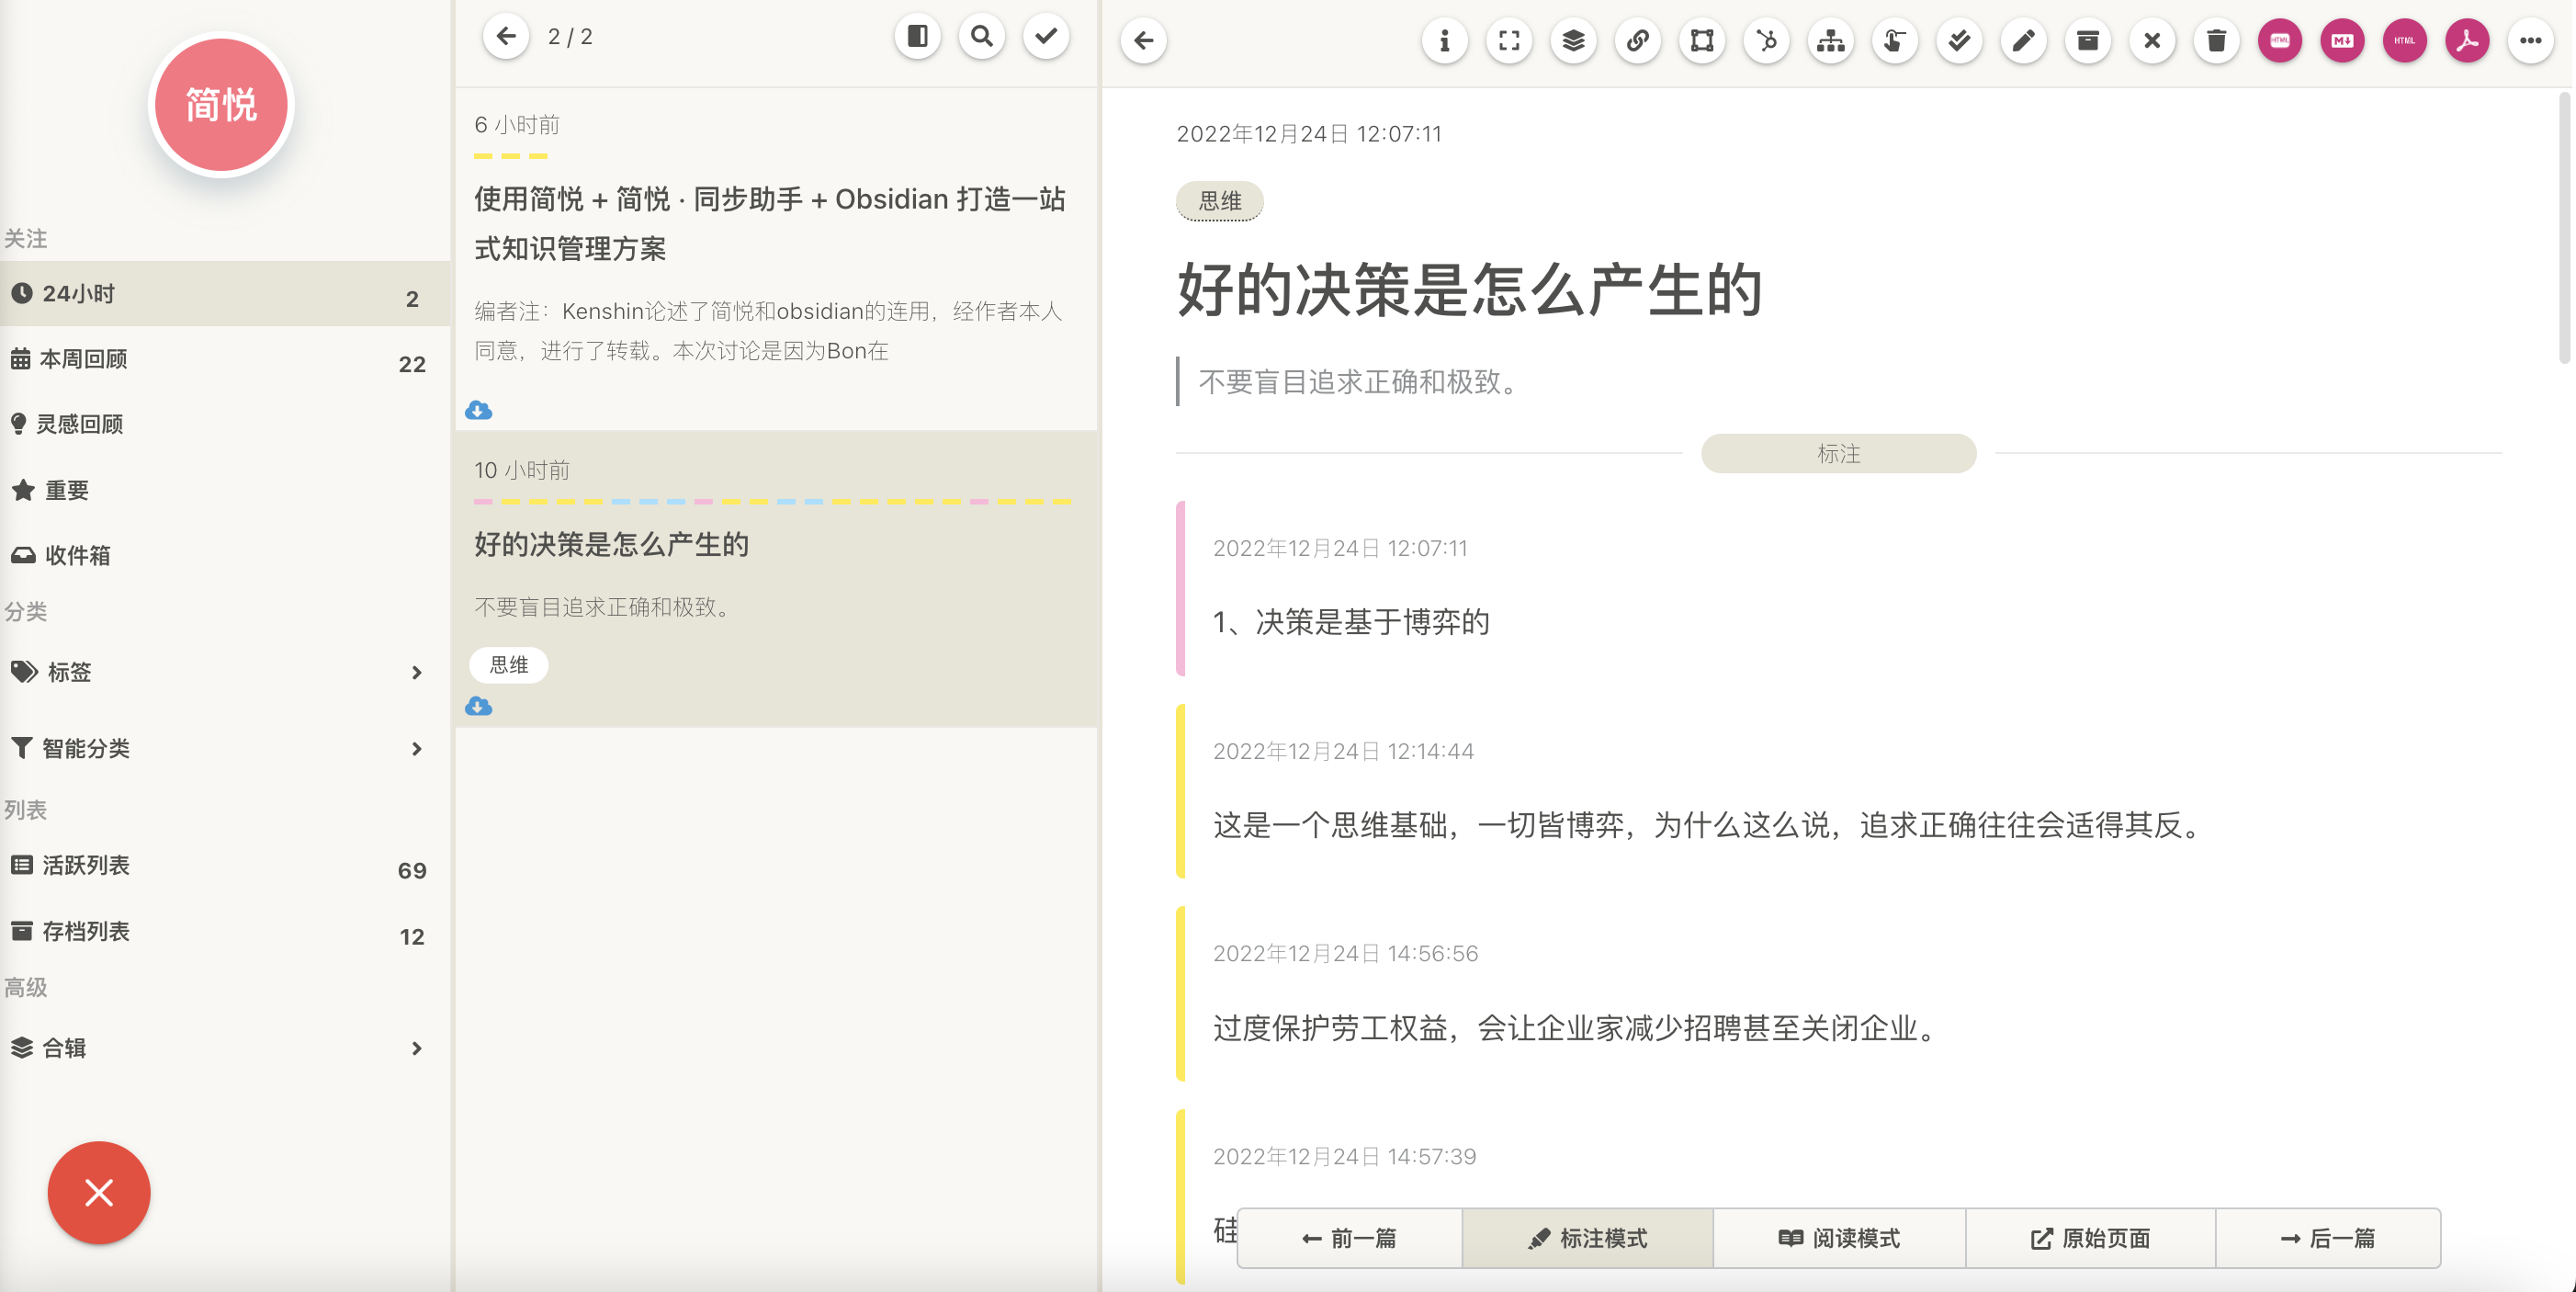 简悦
关注
24小时
2
本周回顾
22
灵感回顾
重要
收件箱
分类
标签
智能分类
列表
活跃列表
69
存档列表
12
高级
合辑
2 / 2
6 小时前
使用简悦 + 简悦 · 同步助手 + Obsidian 打造一站
式知识管理方案
编者注：Kenshin论述了简悦和obsidian的连用，经作者本人
同意，进行了转载。本次讨论是因为Bon在
10 小时前
好的决策是怎么产生的
不要盲目追求正确和极致。
思维
HTML
M
HTML
2022年12月24日 12:07:11
思维
好的决策是怎么产生的
不要盲目追求正确和极致。
标注
2022年12月24日 12:07:11
1、决策是基于博弈的
2022年12月24日 12:14:44
这是一个思维基础，一切皆博弈，为什么这么说，追求正确往往会适得其反。
2022年12月24日 14:56:56
过度保护劳工权益，会让企业家减少招聘甚至关闭企业。
2022年12月24日 14:57:39
硅
前一篇
标注模式
阅读模式
原始页面
后一篇